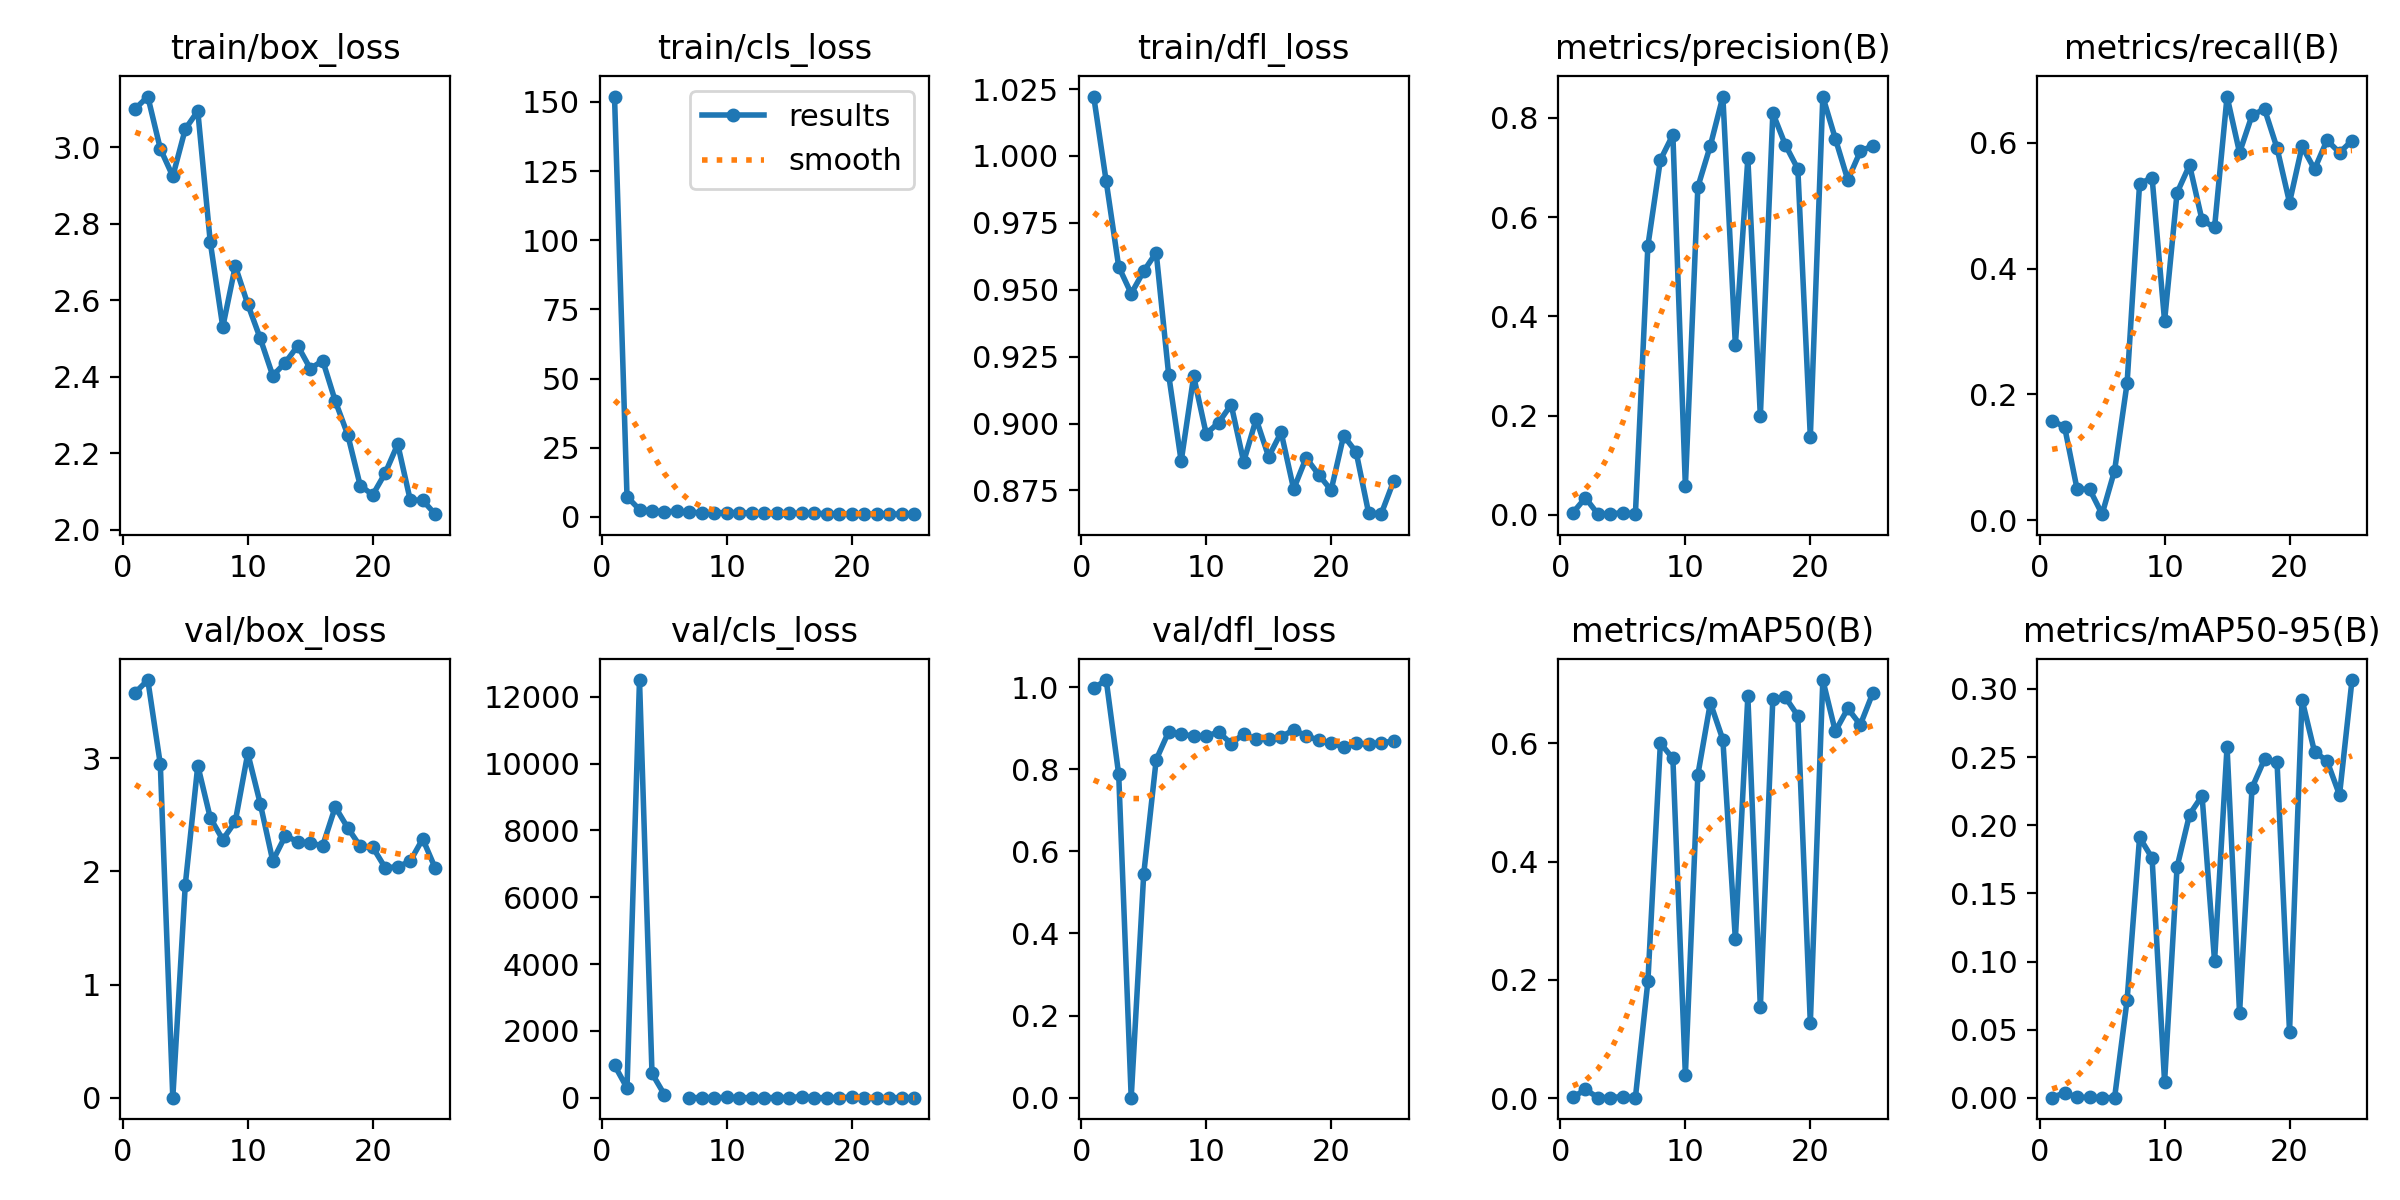 train/box_loss
3.0
2.8
2.6
2.4
2.2
2.0
0 10 20
train/cls_loss
results
smooth
150
125
100
75
50
25
0
0 10 20
train/dfl_loss
1.025
1.000
0.975
0.950
0.925
0.900
0.875
0 10 20
metrics/precision(B)
0.8
0.6
0.4
0.2
0.0
0 10 20
metrics/recall(B)
0.6
0.4
0.2
0.0
0 10 20
val/box_loss
3
2
1
0
0 10 20
val/cls_loss
12000
10000
8000
6000
4000
2000
0
0 10 20
val/dfl_loss
1.0
0.8
0.6
0.4
0.2
0.0
0 10 20
metrics/mAP50(B)
0.6
0.4
0.2
0.0
0 10 20
metrics/mAP50-95(B)
0.30
0.25
0.20
0.15
0.10
0.05
0.00
0 10 20